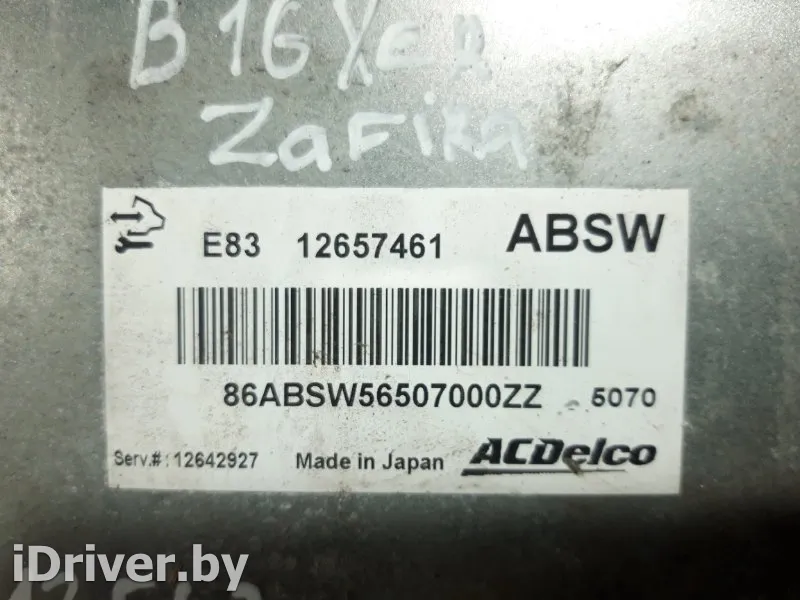 B16XER
Zafira
E83 12657461 ABSW
86ABSW56507000ZZ 5070
Serv.#:12642927 Made in Japan ACDelco
iDriver.by